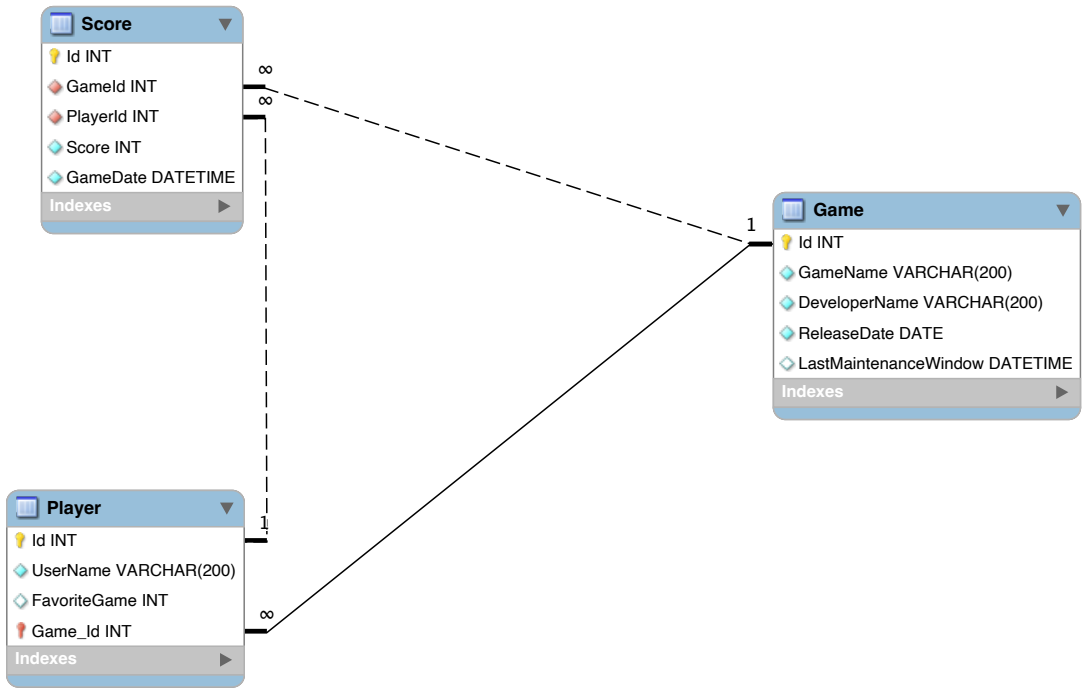 Score
Id INT
GameId INT
PlayerId INT
Score INT
GameDate DATETIME
Indexes
∞
∞
1
Game
Id INT
GameName VARCHAR(200)
DeveloperName VARCHAR(200)
ReleaseDate DATE
LastMaintenanceWindow DATETIME
Indexes
Player
Id INT
UserName VARCHAR(200)
FavoriteGame INT
Game_Id INT
Indexes
1
∞